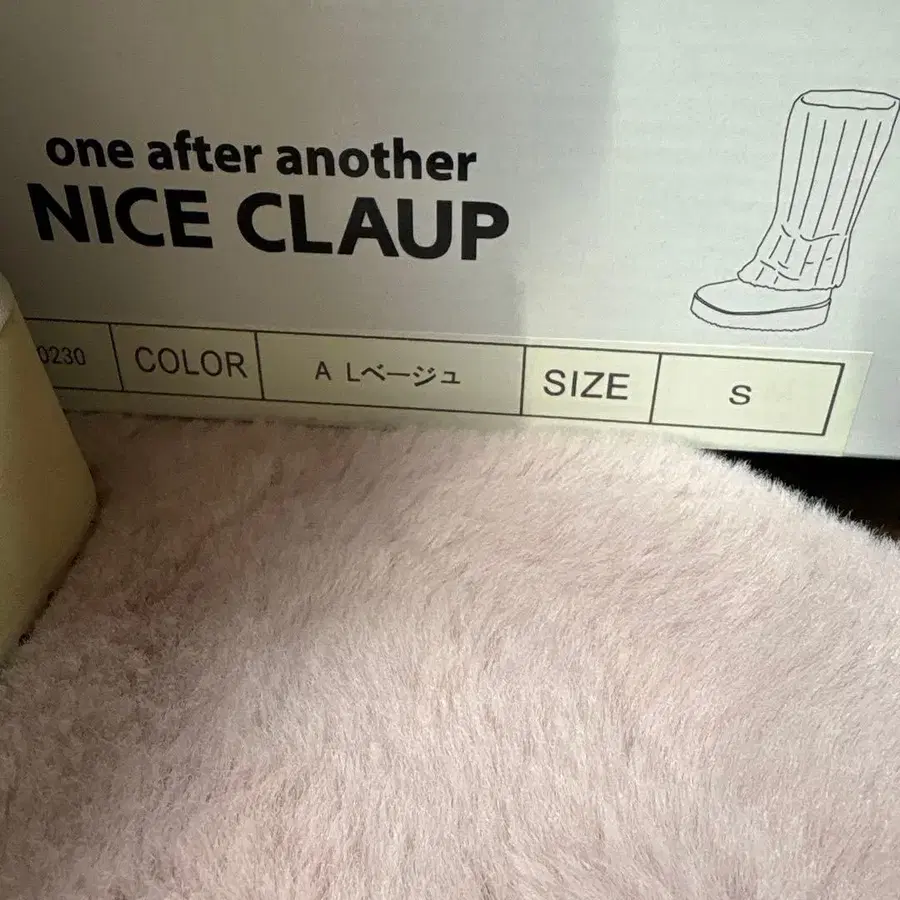 one after another
NICE CLAUP
0230 COLOR A Lベージュ SIZE S